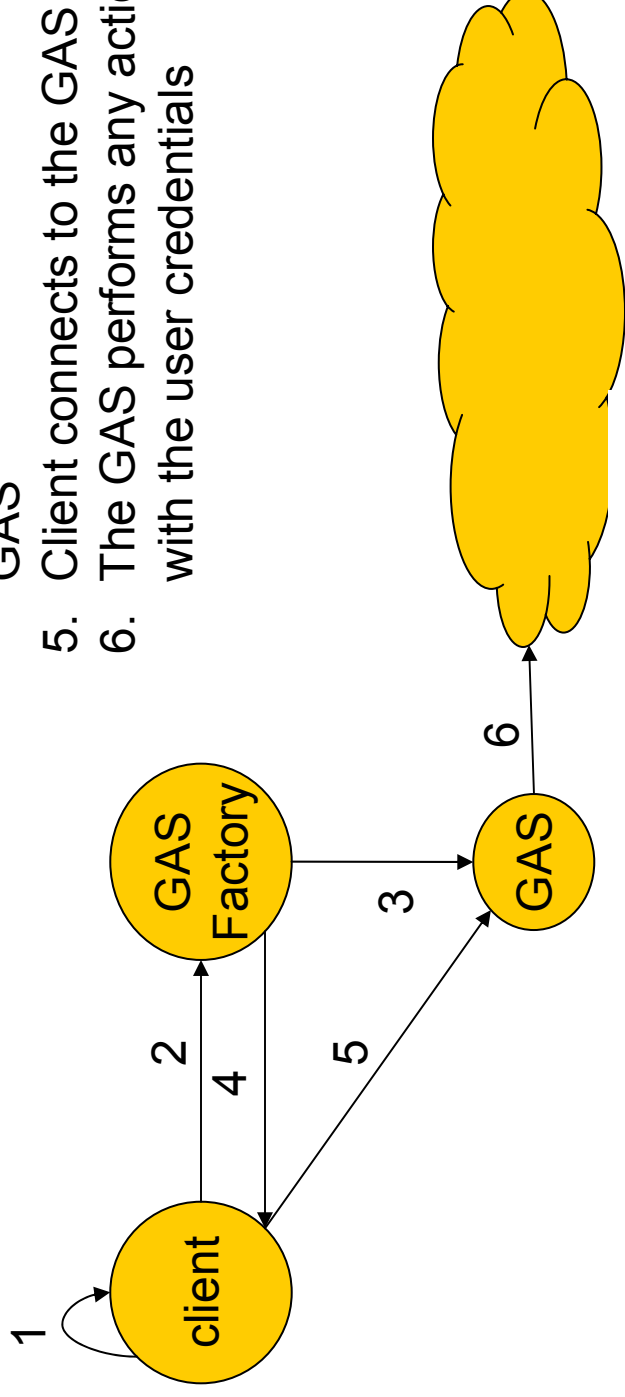 GAS
5. Client connects to the GAS
6. The GAS performs any
with the user credentials
1
client
2
4
GAS
Factory
3
5
GAS
6